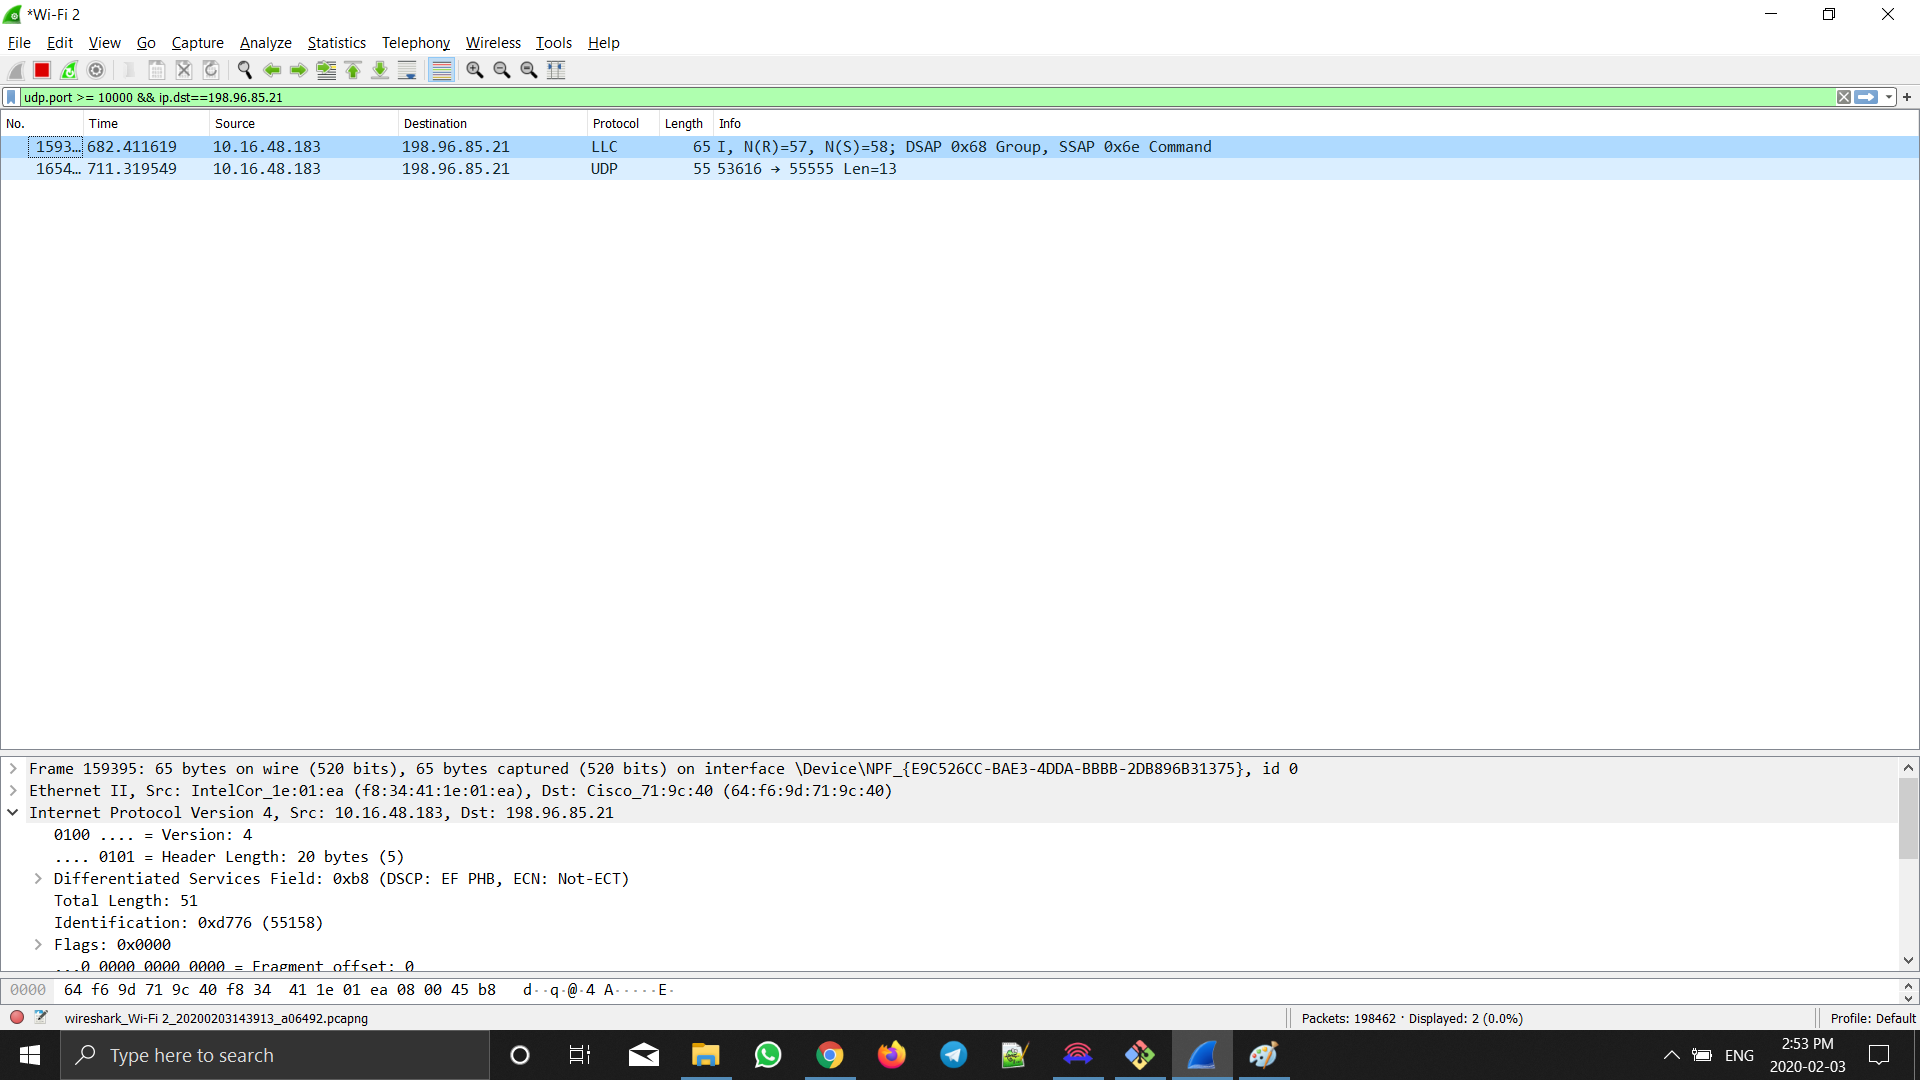 *Wi-Fi 2
File Edit View Go Capture Analyze Statistics Telephony Wireless Tools Help
udp.port >= 10000 && ip.dst==198.96.85.21
No. Time Source Destination Protocol Length Info
1593… 682.411619 10.16.48.183 198.96.85.21 LLC 65 I, N(R)=57, N(S)=58; DSAP 0x68 Group, SSAP 0x6e Command
1654… 711.319549 10.16.48.183 198.96.85.21 UDP 55 53616 → 55555 Len=13
Frame 159395: 65 bytes on wire (520 bits), 65 bytes captured (520 bits) on interface \Device\NPF_{E9C526CC-BAE3-4DDA-BBBB-2DB896B31375}, id 0
Ethernet II, Src: IntelCor_1e:01:ea (f8:34:41:1e:01:ea), Dst: Cisco_71:9c:40 (64:f6:9d:71:9c:40)
Internet Protocol Version 4, Src: 10.16.48.183, Dst: 198.96.85.21
0100 .... = Version: 4
.... 0101 = Header Length: 20 bytes (5)
Differentiated Services Field: 0xb8 (DSCP: EF PHB, ECN: Not-ECT)
Total Length: 51
Identification: 0xd776 (55158)
Flags: 0x0000
...0 0000 0000 0000 = Fragment offset: 0
0000 64 f6 9d 71 9c 40 f8 34 41 1e 01 ea 08 00 45 b8 d··q·@·4 A·····E·
wireshark_Wi-Fi 2_20200203143913_a06492.pcapng
Packets: 198462 · Displayed: 2 (0.0%)
Profile: Default
Type here to search
ENG
2:53 PM
2020-02-03